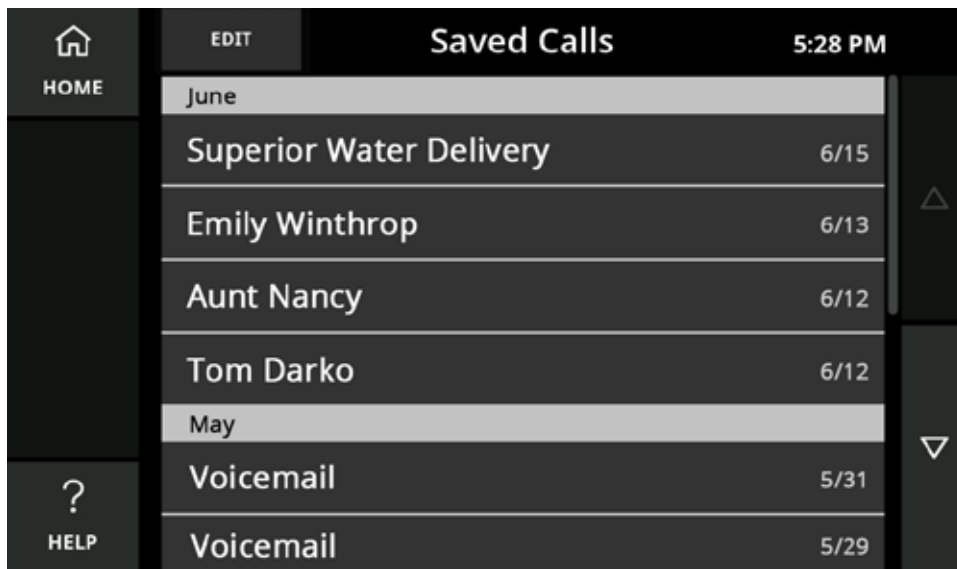 HOME
EDIT
Saved Calls
5:28 PM
June
Superior Water Delivery 6/15
Emily Winthrop 6/13
Aunt Nancy 6/12
Tom Darko 6/12
May
Voicemail 5/31
Voicemail 5/29
?
HELP